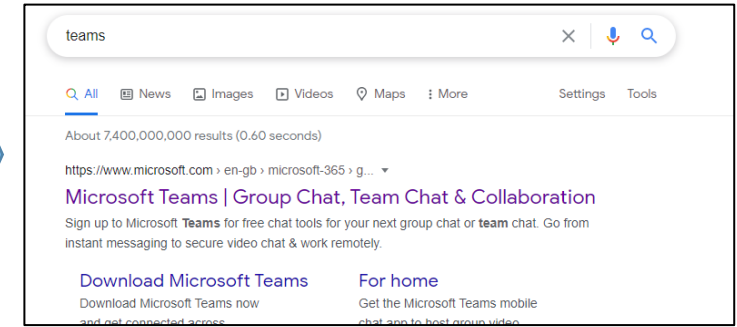 teams
All News Images Videos Maps More Settings Tools
About 7,400,000,000 results (0.60 seconds)
https://www.microsoft.com › en-gb › microsoft-365 › g...
Microsoft Teams | Group Chat, Team Chat & Collaboration
Sign up to Microsoft Teams for free chat tools for your next group chat or team chat. Go from
instant messaging to secure video chat & work remotely.
Download Microsoft Teams
Download Microsoft Teams now
and get connected across
For home
Get the Microsoft Teams mobile
chat app to host group video